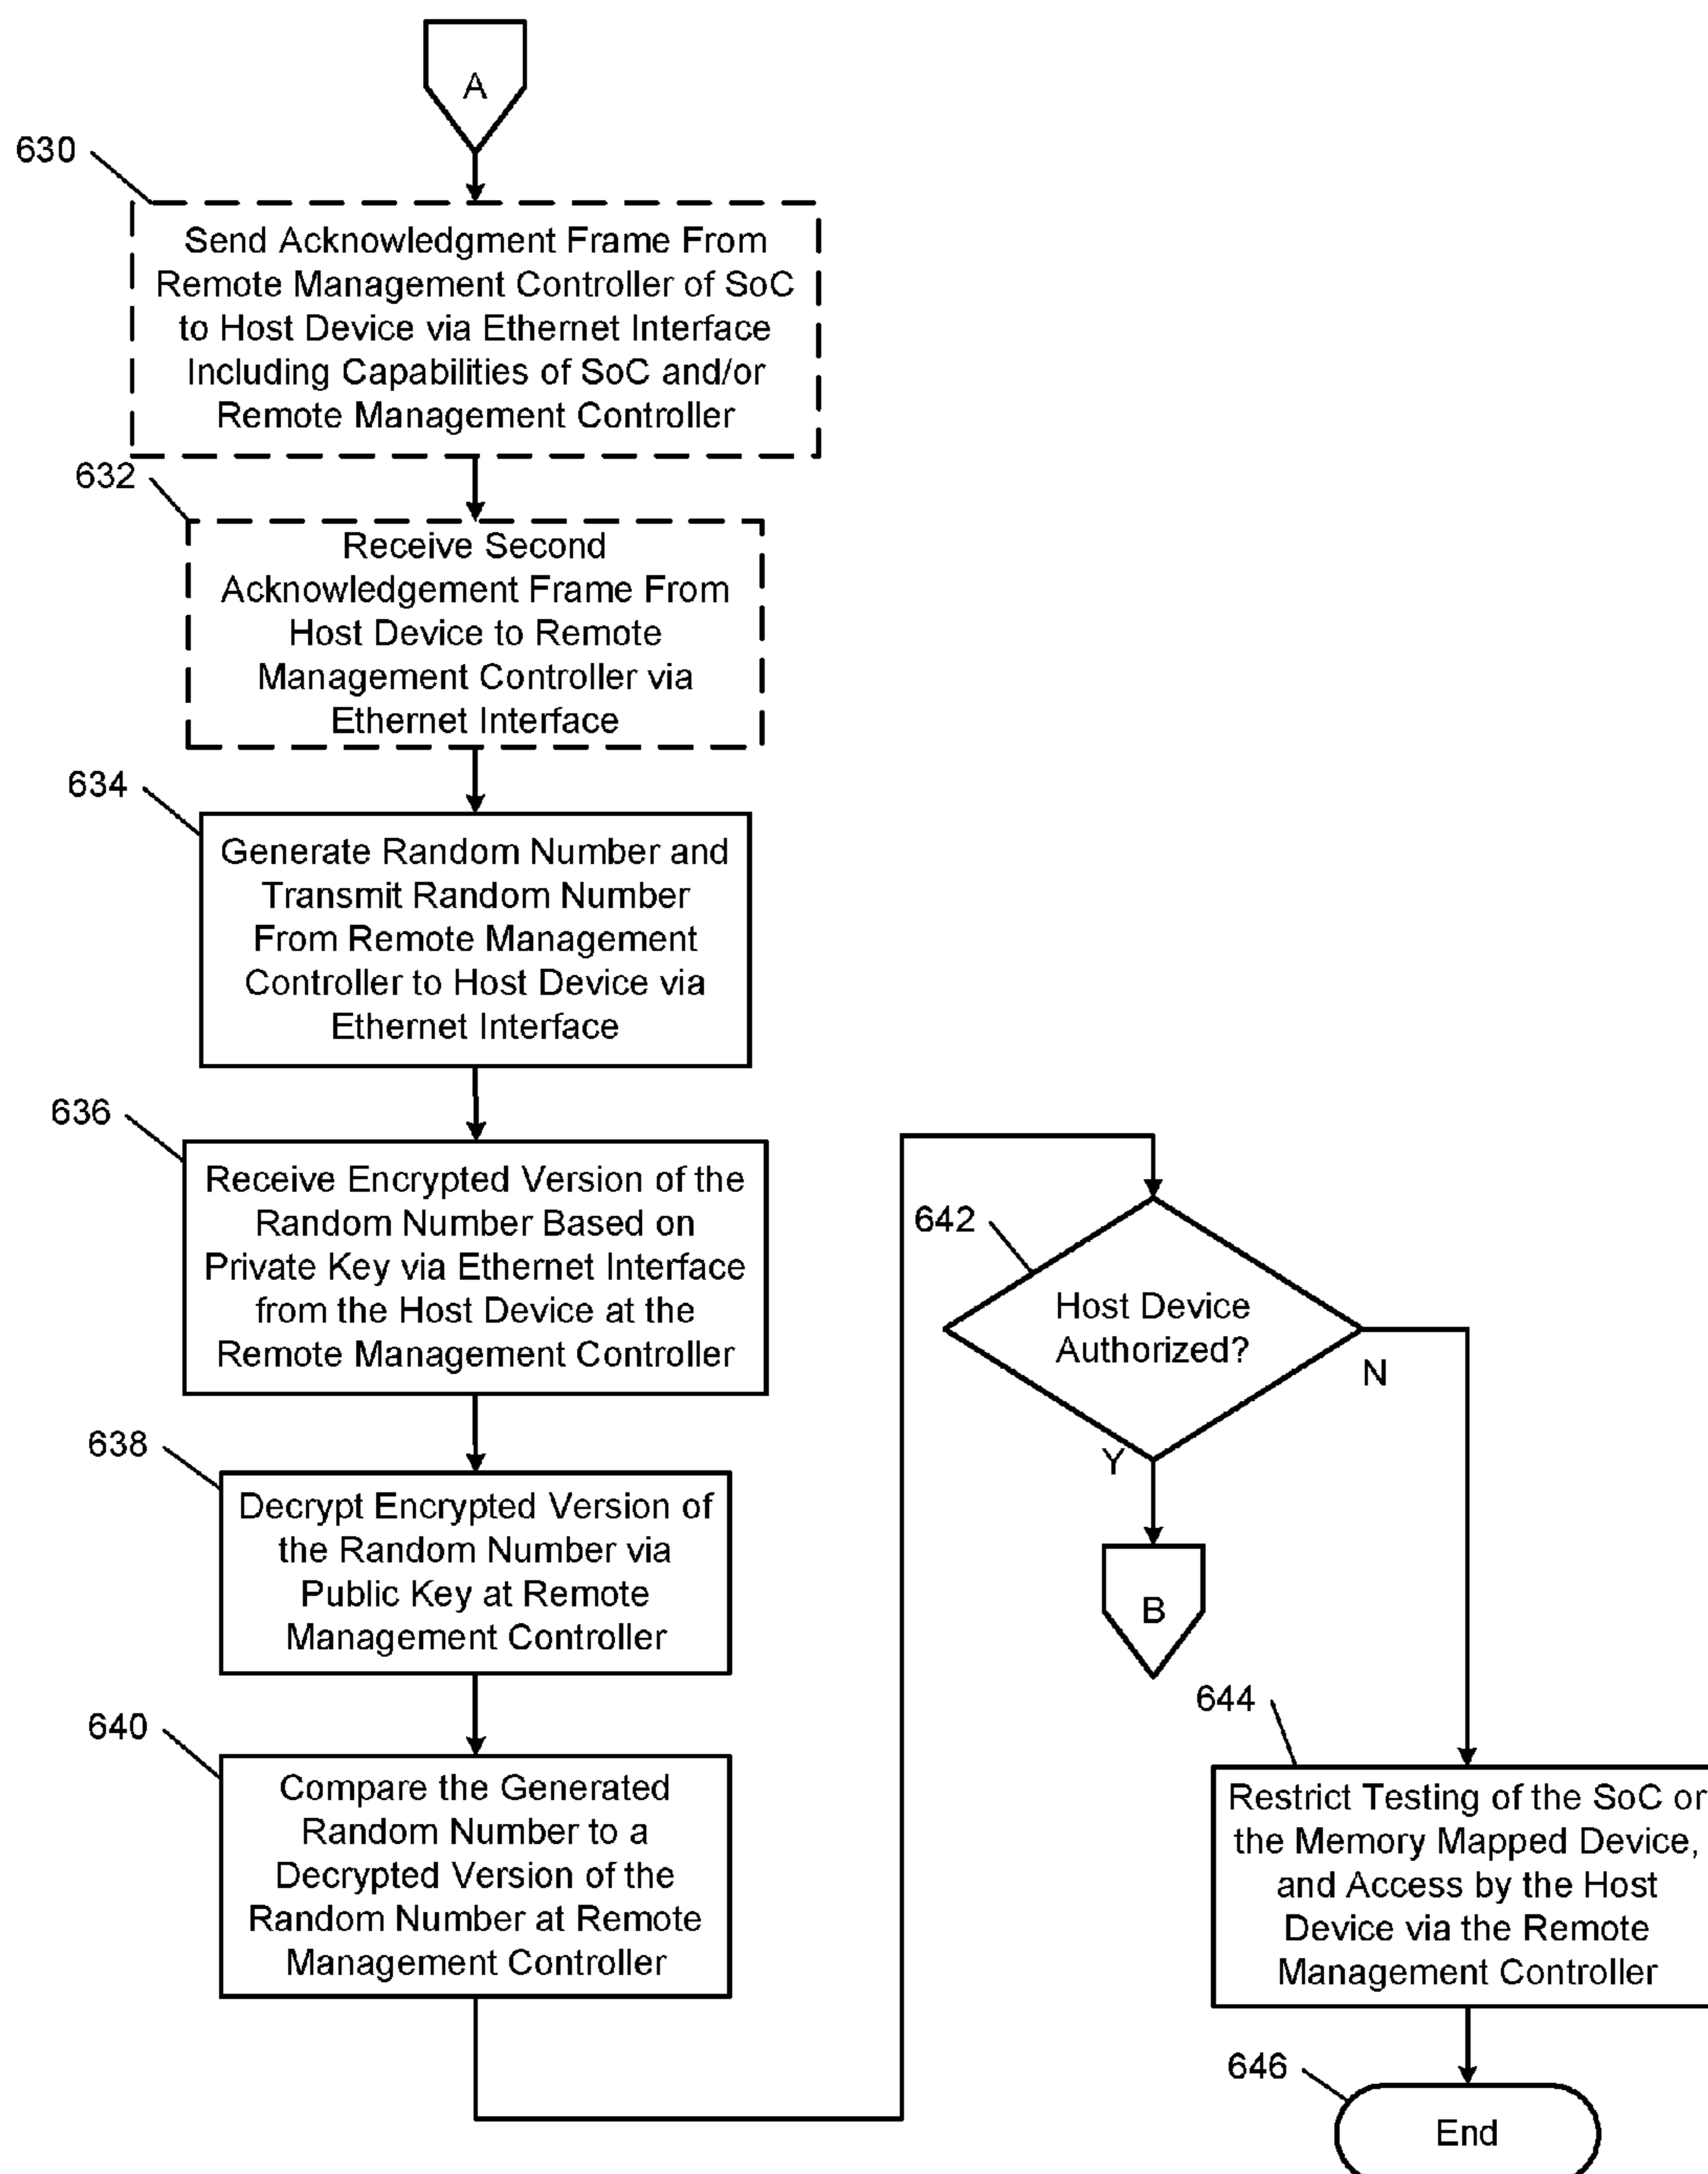 A
630
Send Acknowledgment Frame From
Remote Management Controller of SoC
to Host Device via Ethernet Interface
Including Capabilities of SoC and/or
Remote Management Controller
632
Receive Second
Acknowledgement Frame From
Host Device to Remote
Management Controller via
Ethernet Interface
634
Generate Random Number and
Transmit Random Number
From Remote Management
Controller to Host Device via
Ethernet Interface
636
Receive Encrypted Version of the
Random Number Based on
Private Key via Ethernet Interface
from the Host Device at the
Remote Management Controller
638
Decrypt Encrypted Version of
the Random Number via
Public Key at Remote
Management Controller
640
Compare the Generated
Random Number to a
Decrypted Version of the
Random Number at Remote
Management Controller
642
Host Device
Authorized?
N
Y
B
644
Restrict Testing of the SoC or
the Memory Mapped Device,
and Access by the Host
Device via the Remote
Management Controller
646
End